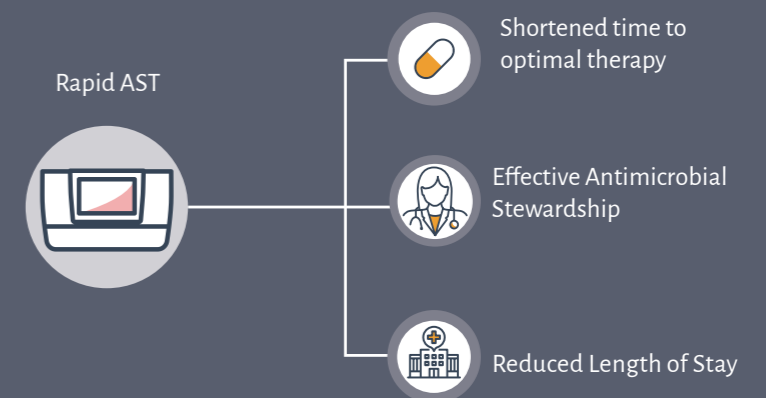 Rapid AST
Shortened time to
optimal therapy
Effective Antimicrobial
Stewardship
Reduced Length of Stay